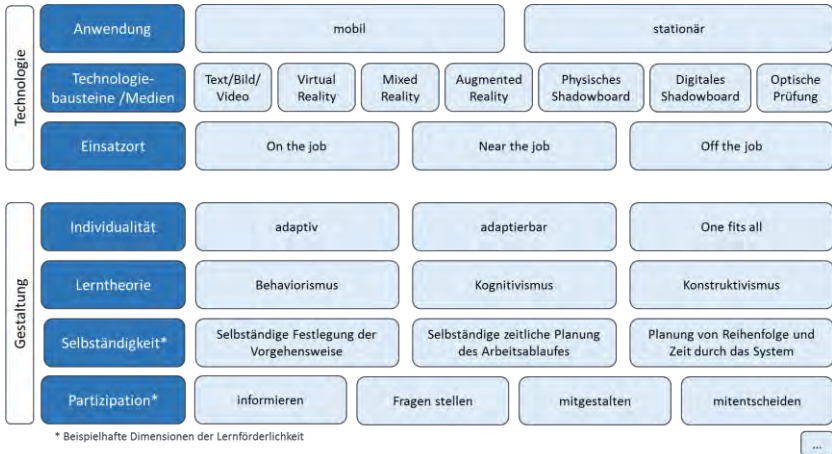 Technologie
Anwendung
mobil
stationär
Technologie-
bausteine /Medien
Text/Bild/
Video
Virtual
Reality
Mixed
Reality
Augmented
Reality
Physisches
Shadowboard
Digitales
Shadowboard
Optische
Prüfung
Einsatzort
On the job
Near the job
Off the job
Gestaltung
Individualität
adaptiv
adaptierbar
One fits all
Lerntheorie
Behaviorismus
Kognitivismus
Konstruktivismus
Selbständigkeit*
Selbständige Festlegung der
Vorgehensweise
Selbständige zeitliche Planung
des Arbeitsablaufes
Planung von Reihenfolge und
Zeit durch das System
Partizipation*
informieren
Fragen stellen
mitgestalten
mitentscheiden
* Beispielhafte Dimensionen der Lernförderlichkeit
...